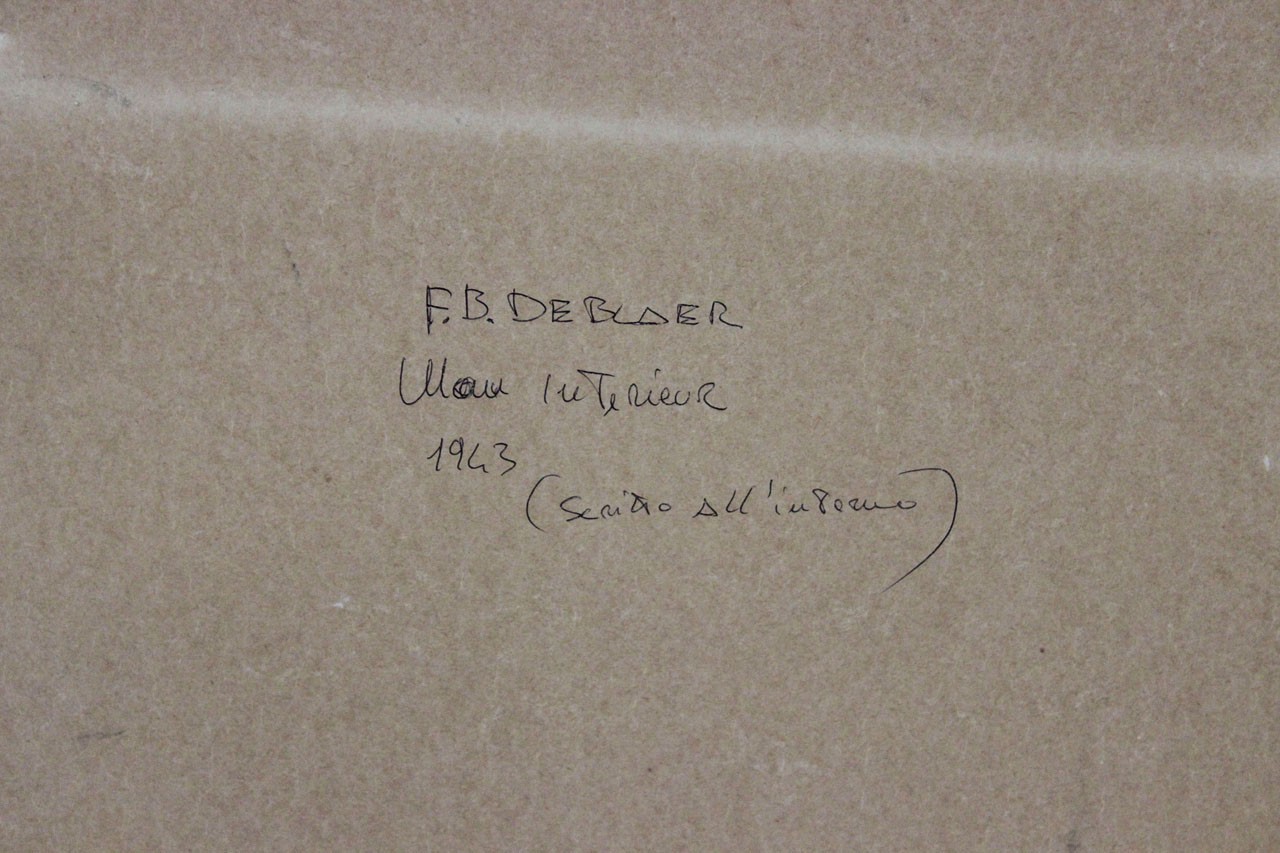 F.B. DEBLAER
Mon InTerieur
1943
(scritto all'interno)